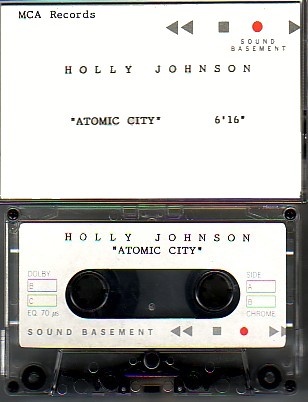 MCA Records
SOUND
BASEMENT
HOLLY JOHNSON
"ATOMIC CITY" 6'16"
HOLLY JOHNSON
"ATOMIC CITY"
DOLBY
B
C
EQ 70 µs
SIDE
A
B
CHROME
SOUND BASEMENT